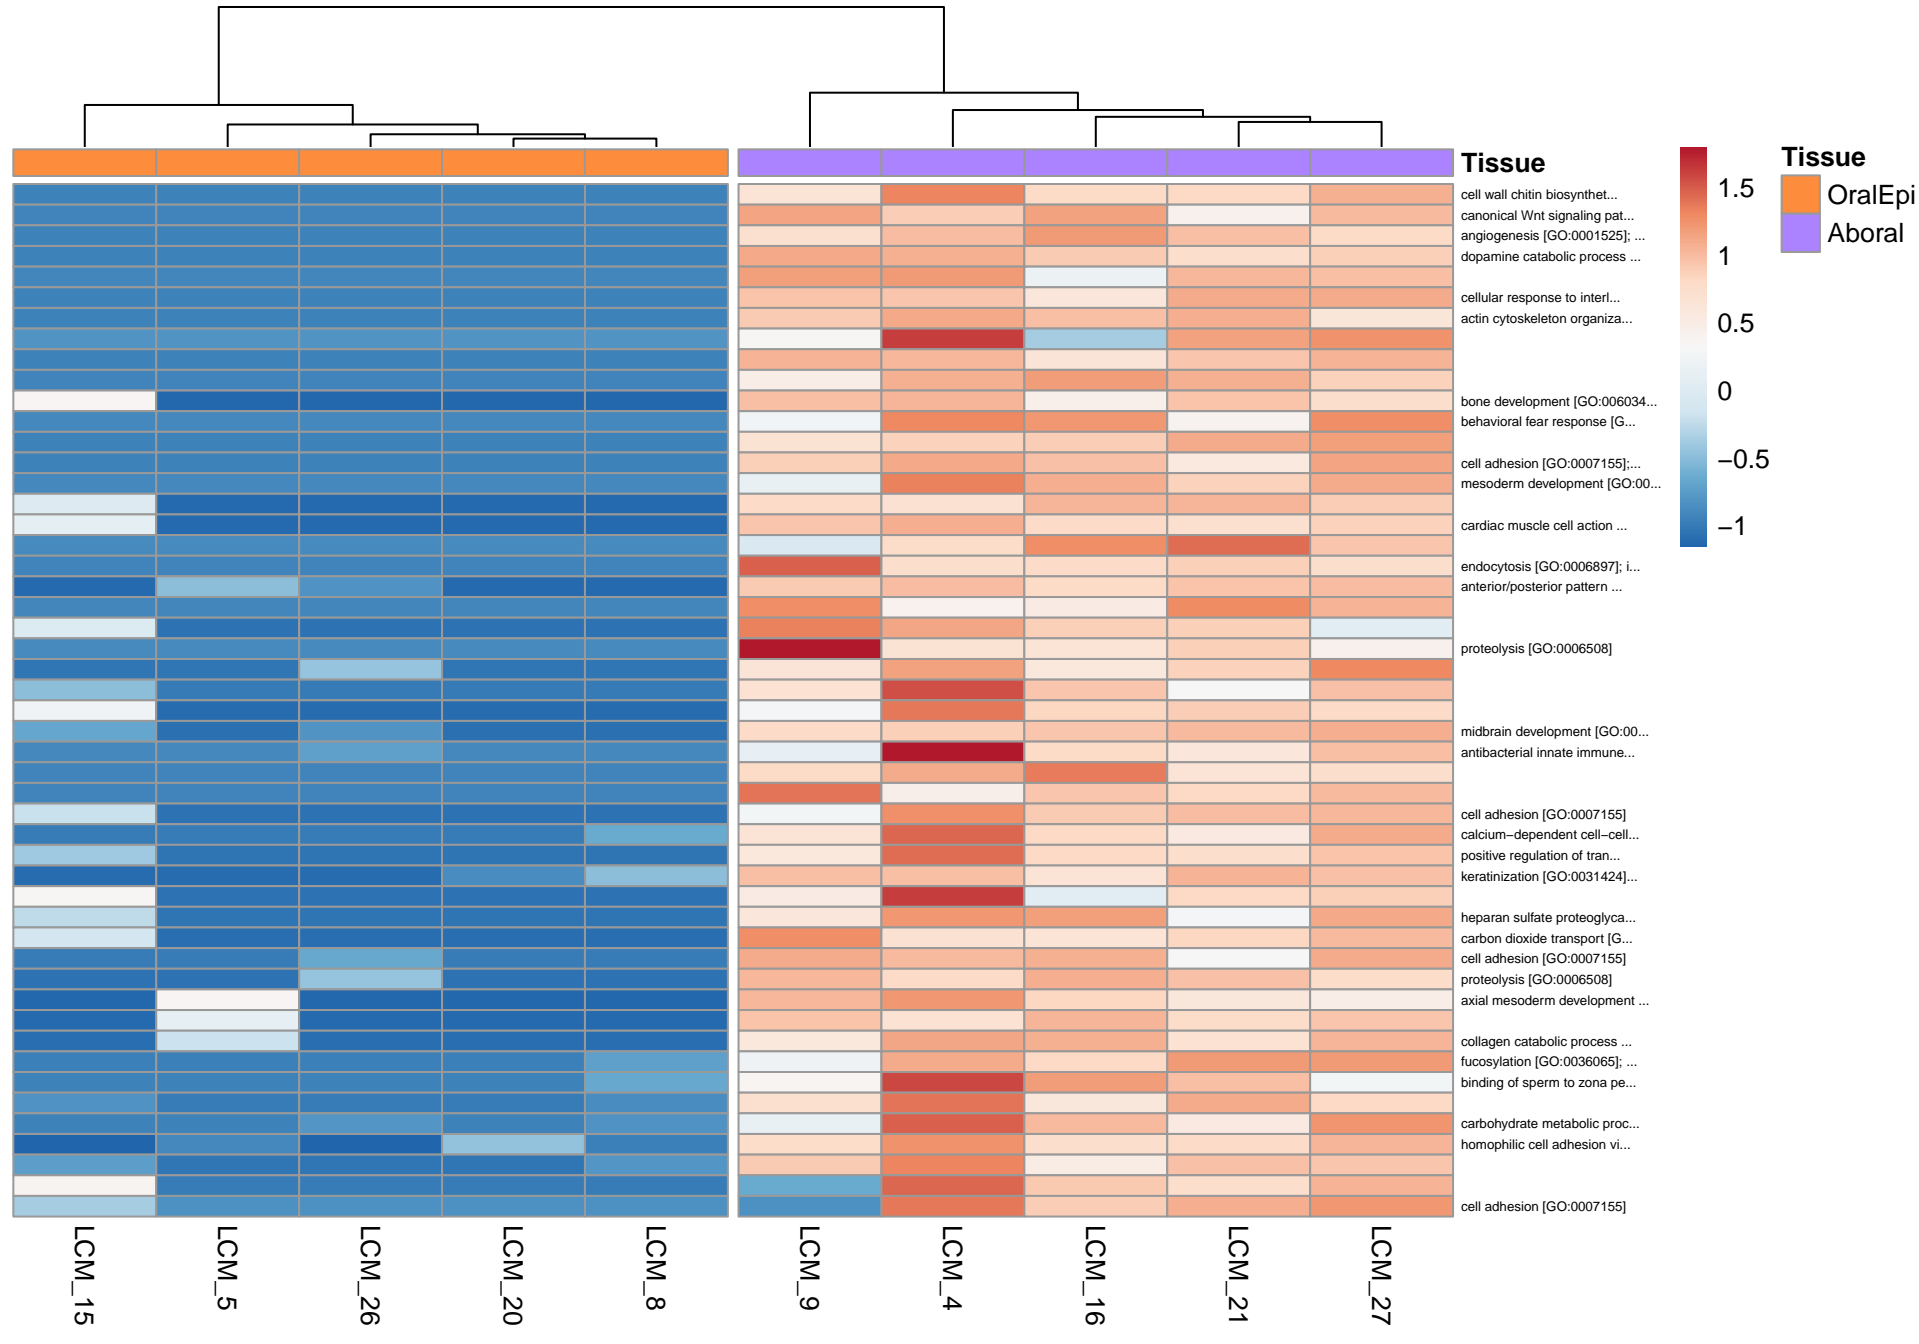 Tissue
cell wall chitin biosynthet...
canonical Wnt signaling pat...
angiogenesis [GO:0001525]; ...
dopamine catabolic process ...
cellular response to interl...
actin cytoskeleton organiza...
bone development [GO:006034...
behavioral fear response [G...
cell adhesion [GO:0007155];...
mesoderm development [GO:00...
cardiac muscle cell action ...
endocytosis [GO:0006897]; i...
anterior/posterior pattern ...
proteolysis [GO:0006508]
midbrain development [GO:00...
antibacterial innate immune...
cell adhesion [GO:0007155]
calcium−dependent cell−cell...
positive regulation of tran...
keratinization [GO:0031424]...
heparan sulfate proteoglyca...
carbon dioxide transport [G...
cell adhesion [GO:0007155]
proteolysis [GO:0006508]
axial mesoderm development ...
collagen catabolic process ...
fucosylation [GO:0036065]; ...
binding of sperm to zona pe...
carbohydrate metabolic proc...
homophilic cell adhesion vi...
cell adhesion [GO:0007155]
1.5
1
0.5
0
−0.5
−1
Tissue
OralEpi
Aboral
LCM_15
LCM_5
LCM_26
LCM_20
LCM_8
LCM_9
LCM_4
LCM_16
LCM_21
LCM_27